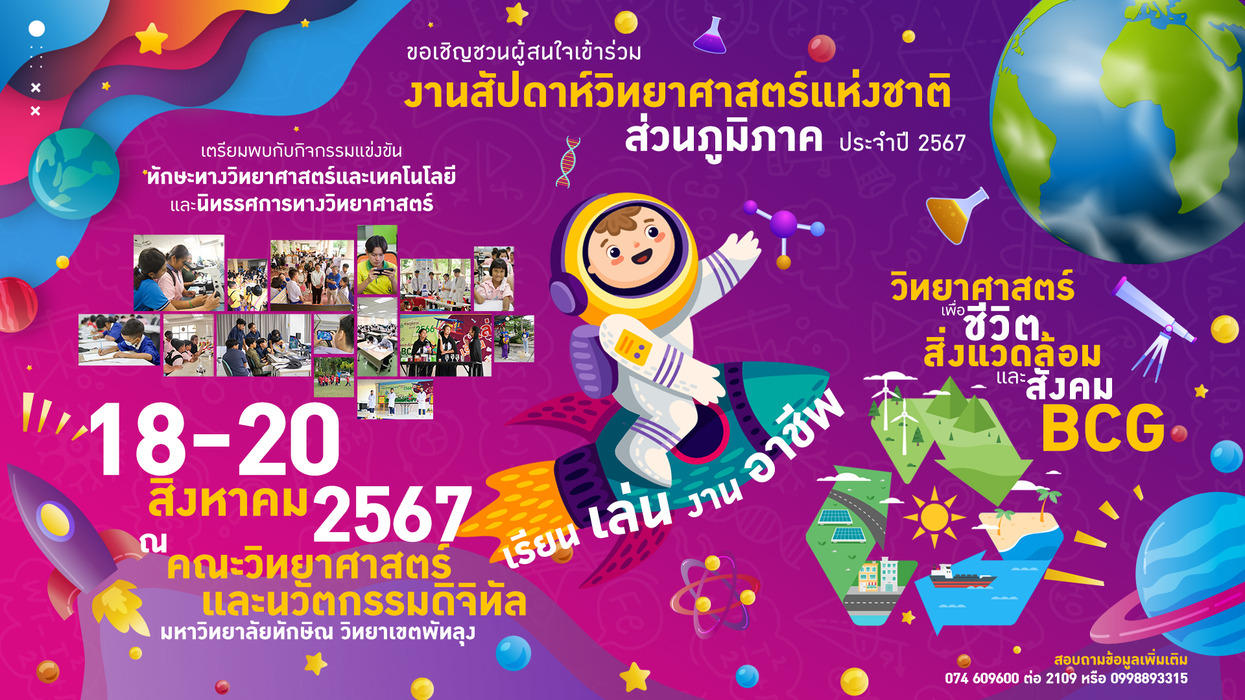 ขอเชิญชวนผู้สนใจเข้าร่วม
งานสัปดาห์วิทยาศาสตร์แห่งชาติ
ส่วนภูมิภาค ประจำปี 2567
เตรียมพบกับกิจกรรมแข่งขัน
ทักษะทางวิทยาศาสตร์และเทคโนโลยี
และนิทรรศการทางวิทยาศาสตร์
18-20
สิงหาคม 2567
ณ
คณะวิทยาศาสตร์
และนวัตกรรมดิจิทัล
มหาวิทยาลัยทักษิณ วิทยาเขตพัทลุง
เรียน เล่น งาน อาชีพ
วิทยาศาสตร์
เพื่อ ชีวิต
สิ่งแวดล้อม
และ สังคม
BCG
สอบถามข้อมูลเพิ่มเติม
074 609600 ต่อ 2109 หรือ 0998893315